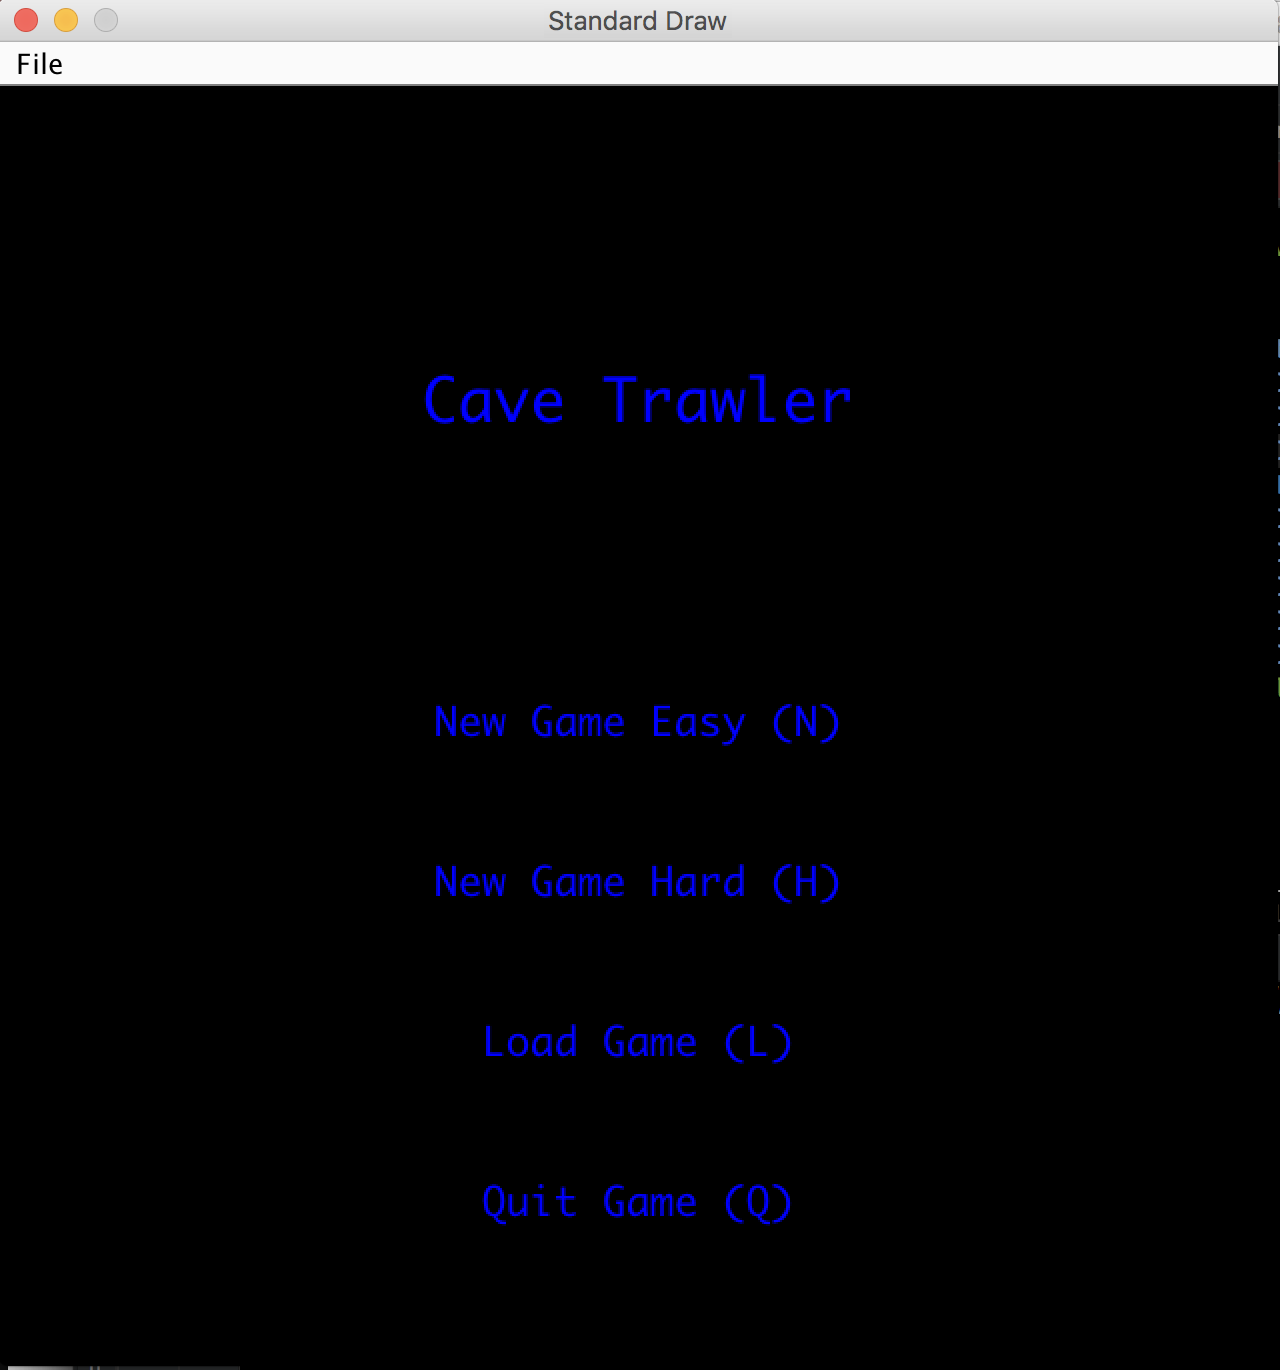 Standard Draw
File
Cave Trawler
New Game Easy (N)
New Game Hard (H)
Load Game (L)
Quit Game (Q)